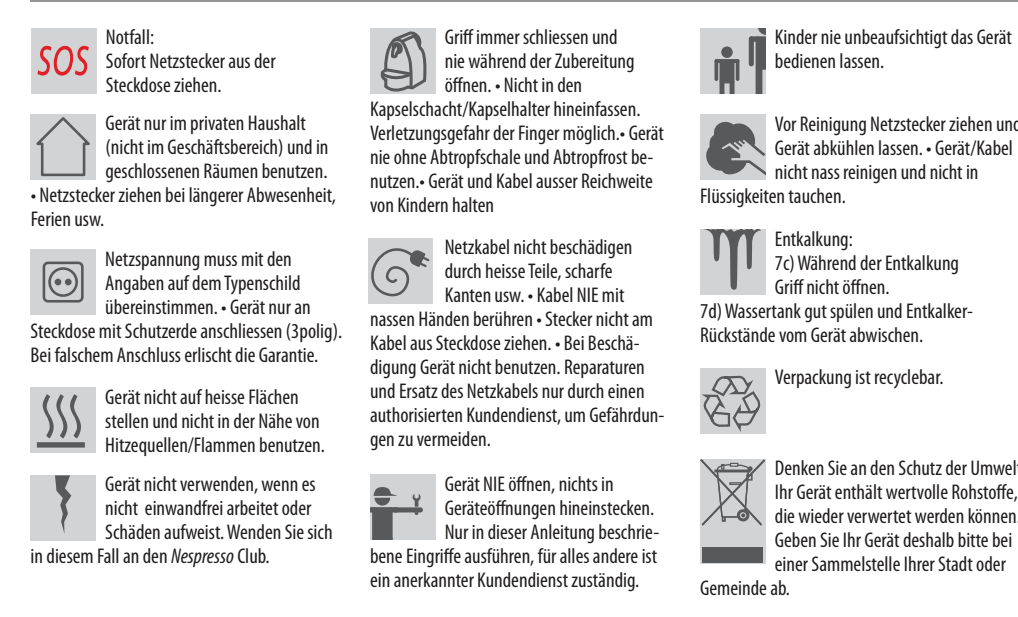 SOS
Notfall:
Sofort Netzstecker aus der
Steckdose ziehen.
Gerät nur im privaten Haushalt
(nicht im Geschäftsbereich) und in
geschlossenen Räumen benutzen.
• Netzstecker ziehen bei längerer Abwesenheit,
Ferien usw.
Netzspannung muss mit den
Angaben auf dem Typenschild
übereinstimmen. • Gerät nur an
Steckdose mit Schutzerde anschliessen (3polig).
Bei falschem Anschluss erlischt die Garantie.
Gerät nicht auf heisse Flächen
stellen und nicht in der Nähe von
Hitzequellen/Flammen benutzen.
Gerät nicht verwenden, wenn es
nicht einwandfrei arbeitet oder
Schäden aufweist. Wenden Sie sich
in diesem Fall an den Nespresso Club.
Griff immer schliessen und
nie während der Zubereitung
öffnen. • Nicht in den
Kapselschacht/Kapselhalter hineinfassen.
Verletzungsgefahr der Finger möglich.• Gerät
nie ohne Abtropfschale und Abtropfrost be-
nutzen.• Gerät und Kabel ausser Reichweite
von Kindern halten
Netzkabel nicht beschädigen
durch heisse Teile, scharfe
Kanten usw. • Kabel NIE mit
nassen Händen berühren • Stecker nicht am
Kabel aus Steckdose ziehen. • Bei Beschä-
digung Gerät nicht benutzen. Reparaturen
und Ersatz des Netzkabels nur durch einen
authorisierten Kundendienst, um Gefährdun-
gen zu vermeiden.
Gerät NIE öffnen, nichts in
Geräteöffnungen hineinstecken.
Nur in dieser Anleitung beschrie-
bene Eingriffe ausführen, für alles andere ist
ein anerkannter Kundendienst zuständig.
Kinder nie unbeaufsichtigt das Gerät
bedienen lassen.
Vor Reinigung Netzstecker ziehen und
Gerät abkühlen lassen. • Gerät/Kabel
nicht nass reinigen und nicht in
Flüssigkeiten tauchen.
Entkalkung:
7c) Während der Entkalkung
Griff nicht öffnen.
7d) Wassertank gut spülen und Entkalker-
Rückstände vom Gerät abwischen.
Verpackung ist recyclebar.
Denken Sie an den Schutz der Umwelt
Ihr Gerät enthält wertvolle Rohstoffe,
die wieder verwertet werden können.
Geben Sie Ihr Gerät deshalb bitte bei
einer Sammelstelle Ihrer Stadt oder
Gemeinde ab.